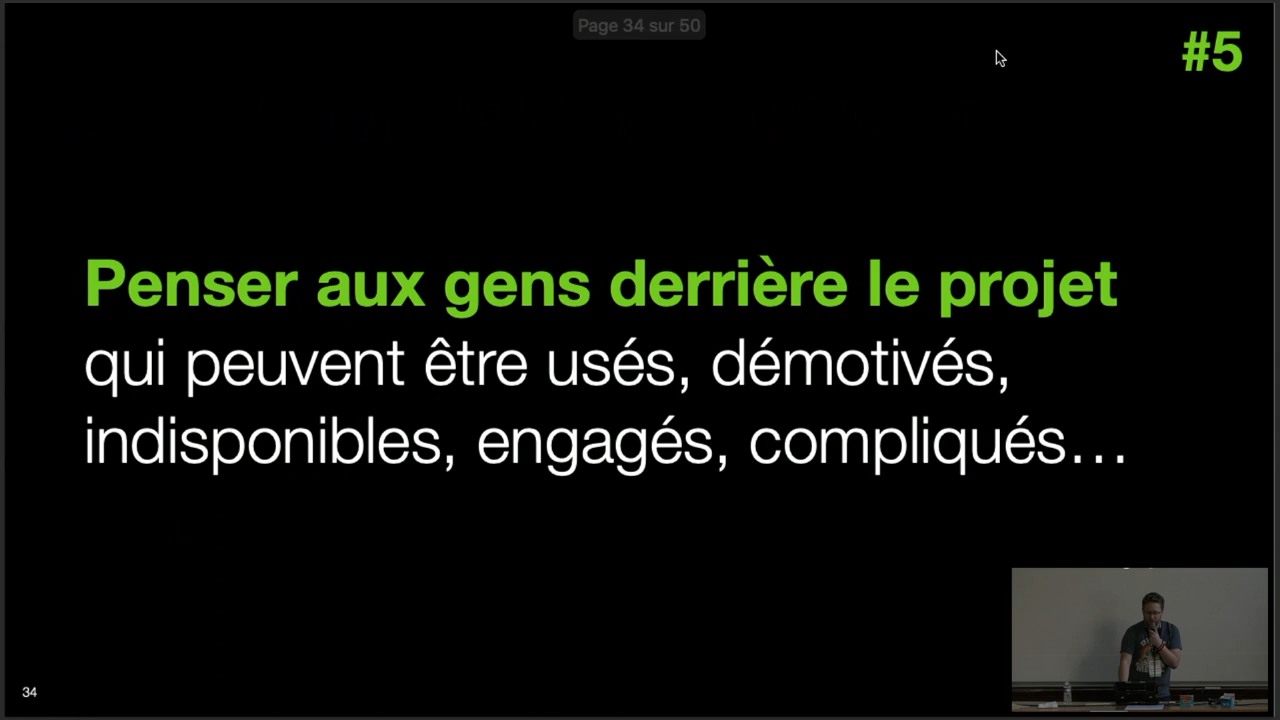 Page 34 sur 50
#5
Penser aux gens derrière le projet
qui peuvent être usés, démotivés,
indisponibles, engagés, compliqués…
34